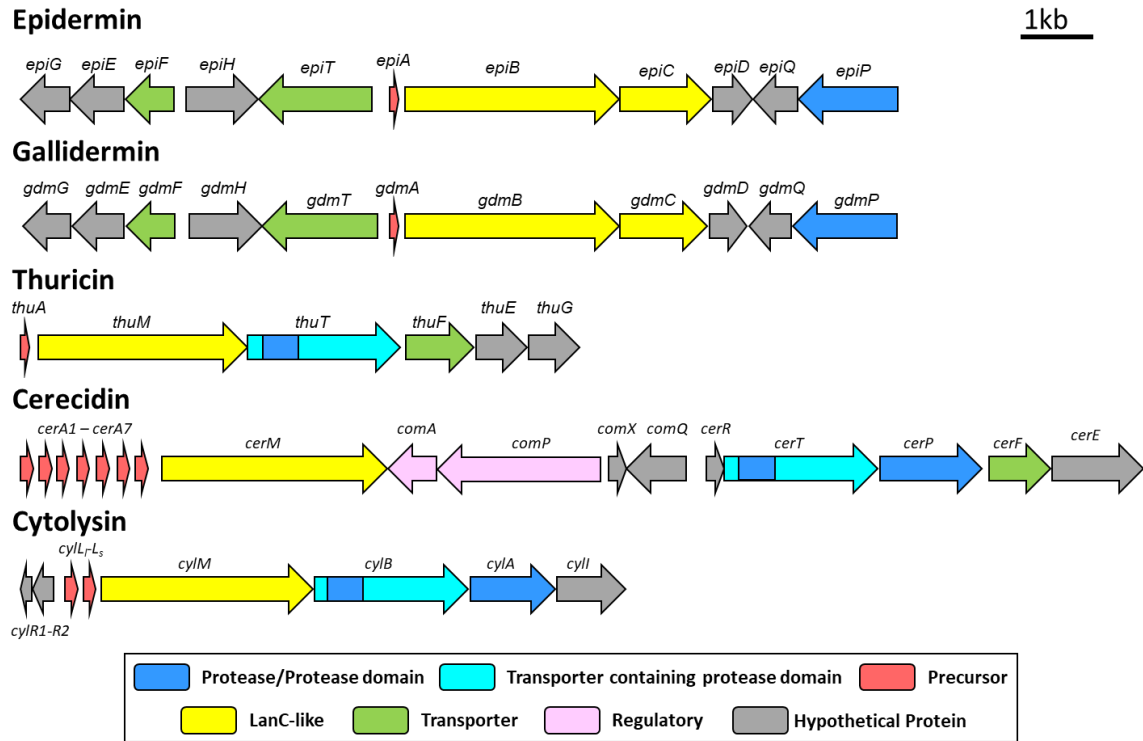 Epidermin
1kb
epiG epiE epiF epiH epiT epiA epiB epiC epiD epiQ epiP
Gallidermin
gdmG gdmE gdmF gdmH gdmT gdmA gdmB gdmC gdmD gdmQ gdmP
Thuricin
thuA thuM thuT thuF thuE thuG
Cerecidin
cerA1 – cerA7 cerM comA comP comX comQ cerR cerT cerP cerF cerE
Cytolysin
cylLl-Ls cylM cylB cylA cylI
cylR1-R2
Protease/Protease domain Transporter containing protease domain Precursor
LanC-like Transporter Regulatory Hypothetical Protein